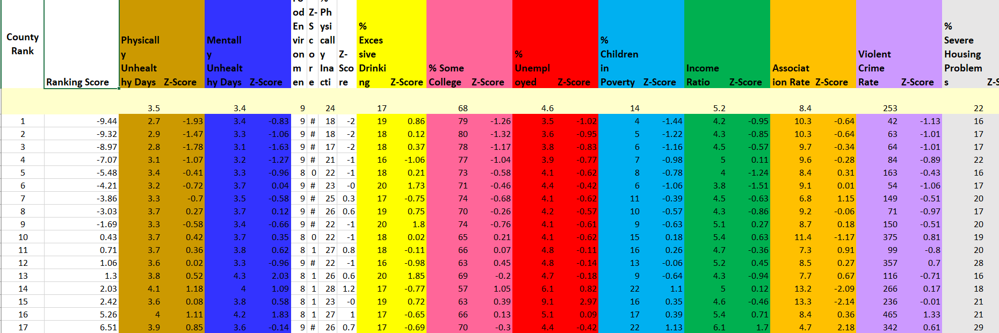 County Rank Ranking Score Physicall y Unhealt hy Days Z-Score Mentall y Unhealt hy Days Z-Score od En vir on m en Z- S c o r e Ph ysi call y Ina cti Z- Sco re % Exces sive Drinki ng Z-Score % Some College Z-Score % Unempl oyed Z-Score % Children in Poverty Z-Score Income Ratio Z-Score Associat ion Rate Z-Score Violent Crime Rate Z-Score % Severe Housing Problem s
3.5 3.4 9 24 17 68 4.6 14 5.2 8.4 253 22
1 -9.44 2.7 -1.93 3.4 -0.83 9 # 18 -2 19 0.86 79 -1.26 3.5 -1.02 4 -1.44 4.2 -0.95 10.3 -0.64 42 -1.13 16
2 -9.32 2.9 -1.47 3.3 -1.06 9 # 18 -2 18 0.12 80 -1.32 3.6 -0.95 5 -1.22 4.3 -0.85 10.3 -0.64 63 -1.01 17
3 -8.97 2.8 -1.78 3.1 -1.63 9 # 17 -2 18 0.37 78 -1.17 3.8 -0.83 6 -1.16 4.5 -0.57 9.7 -0.34 64 -1.01 17
4 -7.07 3.1 -1.07 3.2 -1.27 9 # 21 -1 16 -1.06 77 -1.04 3.9 -0.77 7 -0.98 5 0.11 9.6 -0.28 84 -0.89 22
5 -5.48 3.4 -0.41 3.3 -0.96 8 0 22 -1 18 0.21 73 -0.58 4.1 -0.62 8 -0.78 4 -1.24 8.4 0.31 163 -0.43 16
6 -4.21 3.2 -0.72 3.7 0.04 9 # 23 -0 20 1.73 71 -0.46 4.4 -0.42 6 -1.06 3.8 -1.51 9.1 0.01 54 -1.06 17
7 -3.86 3.3 -0.7 3.5 -0.58 9 # 25 0.3 17 -0.75 74 -0.68 4.1 -0.62 11 -0.39 4.5 -0.63 6.8 1.15 149 -0.51 20
8 -3.03 3.7 0.27 3.7 0.12 9 # 26 0.6 19 0.75 70 -0.26 4.2 -0.57 10 -0.57 4.3 -0.86 9.2 -0.06 71 -0.97 17
9 -1.69 3.3 -0.58 3.4 -0.66 9 # 22 -1 20 1.8 74 -0.76 4.1 -0.61 9 -0.63 5.1 0.27 8.7 0.18 150 -0.51 20
10 0.43 3.7 0.42 3.7 0.35 8 0 22 -1 18 0.02 65 0.21 4.1 -0.62 15 0.18 5.4 0.63 11.4 -1.17 375 0.81 19
11 0.71 3.7 0.36 3.8 0.62 8 1 27 0.8 18 -0.11 66 0.07 4.8 -0.11 16 0.26 4.7 -0.36 7.3 0.91 99 -0.8 20
12 1.06 3.6 0.02 3.3 -0.96 9 # 22 -1 16 -0.98 63 0.45 4.8 -0.14 13 -0.06 5.2 0.45 8.5 0.27 357 0.7 28
13 1.3 3.8 0.52 4.3 2.03 8 1 26 0.6 20 1.85 69 -0.2 4.7 -0.18 9 -0.64 4.3 -0.94 7.7 0.67 116 -0.71 16
14 2.03 4.1 1.18 4 1.09 8 1 28 1.2 17 -0.77 57 1.05 6.1 0.82 22 1.1 5 0.12 13.2 -2.09 266 0.17 18
15 2.42 3.6 0.08 3.8 0.58 8 1 23 -0 19 0.72 63 0.39 9.1 2.97 16 0.35 4.6 -0.46 13.3 -2.14 236 -0.01 21
16 5.26 4 1.11 4.2 1.83 8 1 27 1 17 -0.65 66 0.13 5.1 0.09 17 0.39 5.4 0.71 8.4 0.36 465 1.33 21
17 6.51 3.9 0.85 3.6 -0.14 9 # 26 0.7 17 -0.69 70 -0.3 4.4 -0.42 22 1.13 6.1 1.7 4.7 2.18 342 0.61 29